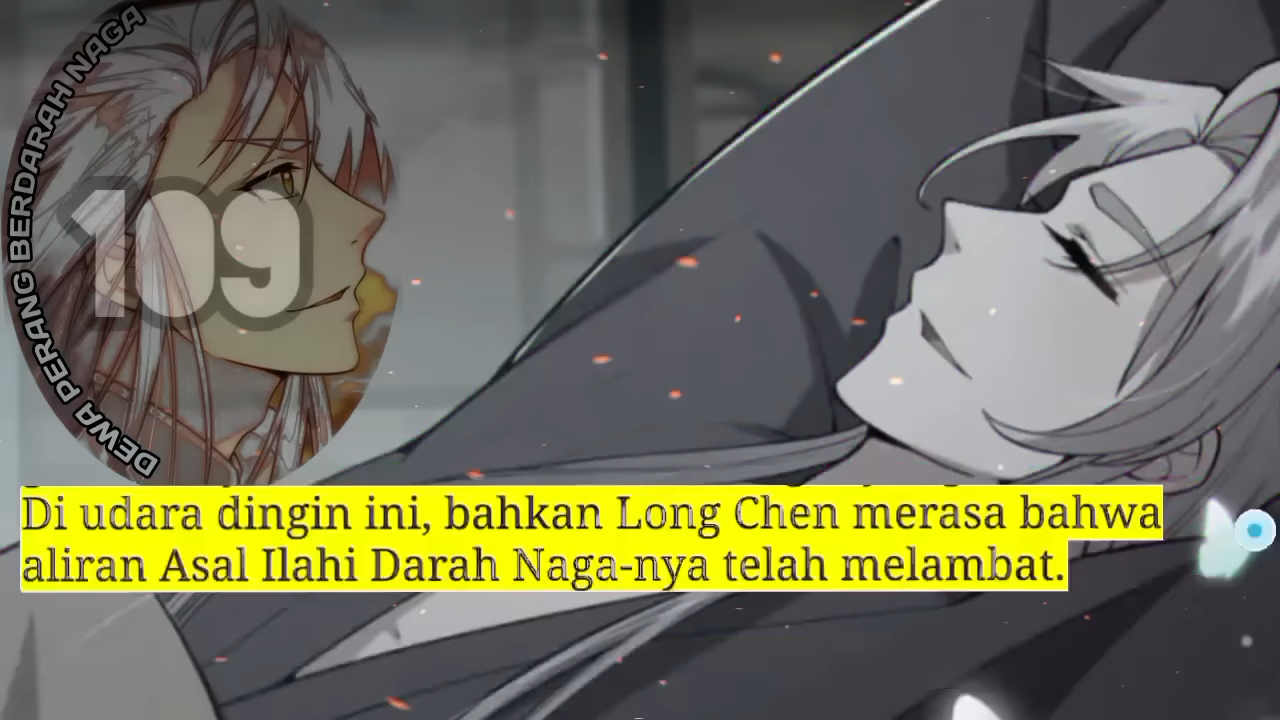 DEWA PERANG BERDARAH NAGA
109
Di udara dingin ini, bahkan Long Chen merasa bahwa
aliran Asal Ilahi Darah Naga-nya telah melambat.